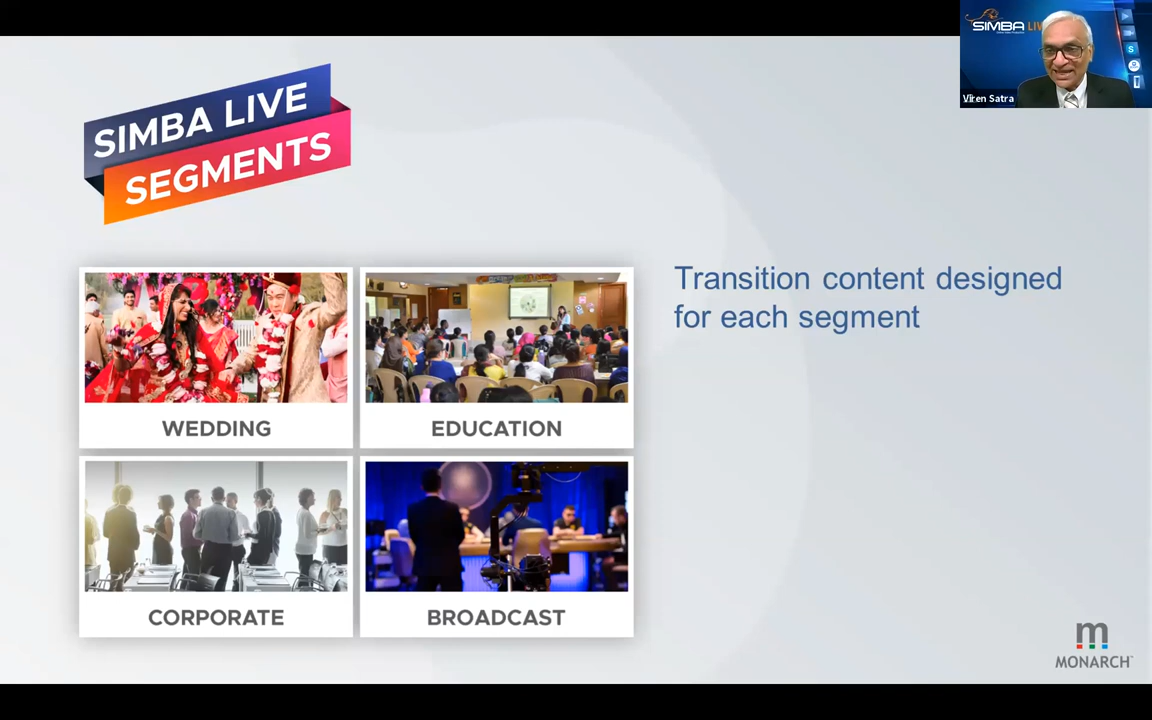 SIMBA LIVE
SEGMENTS
SIMBA LIV
Viren Satra
Transition content designed
for each segment
WEDDING
EDUCATION
CORPORATE
BROADCAST
m
MONARCH